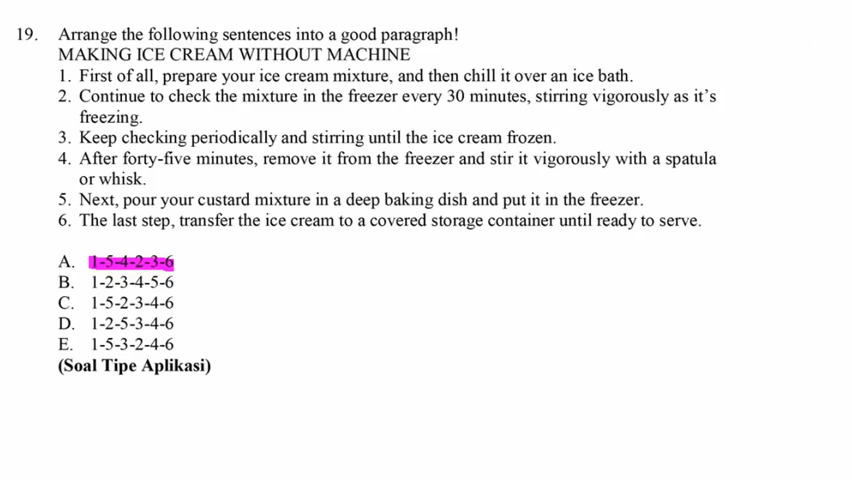 19. Arrange the following sentences into a good paragraph!
MAKING ICE CREAM WITHOUT MACHINE
1. First of all, prepare your ice cream mixture, and then chill it over an ice bath.
2. Continue to check the mixture in the freezer every 30 minutes, stirring vigorously as it's
freezing.
3. Keep checking periodically and stirring until the ice cream frozen.
4. After forty-five minutes, remove it from the freezer and stir it vigorously with a spatula
or whisk.
5. Next, pour your custard mixture in a deep baking dish and put it in the freezer.
6. The last step, transfer the ice cream to a covered storage container until ready to serve.
A. 1-5-4-2-3-6
B. 1-2-3-4-5-6
C. 1-5-2-3-4-6
D. 1-2-5-3-4-6
E. 1-5-3-2-4-6
(Soal Tipe Aplikasi)